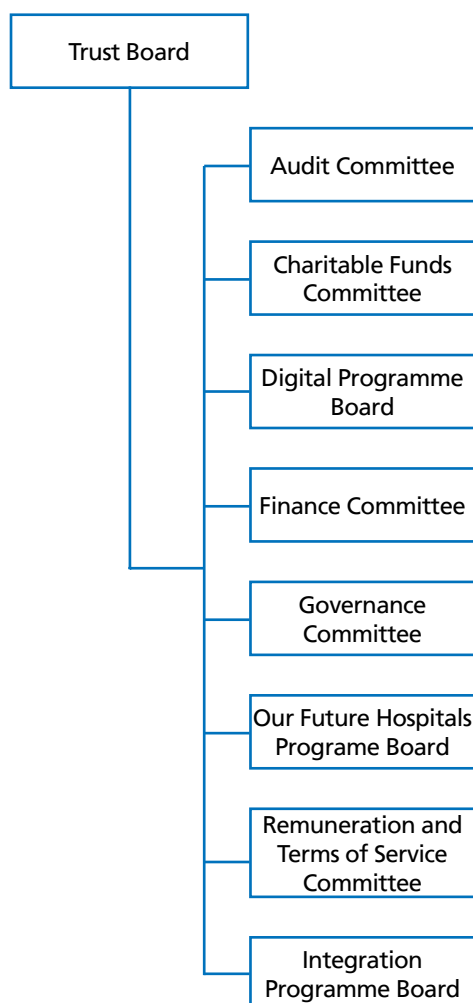 Trust Board
Audit Committee
Charitable Funds
Committee
Digital Programme
Board
Finance Committee
Governance
Committee
Our Future Hospitals
Programe Board
Remuneration and
Terms of Service
Committee
Integration
Programme Board